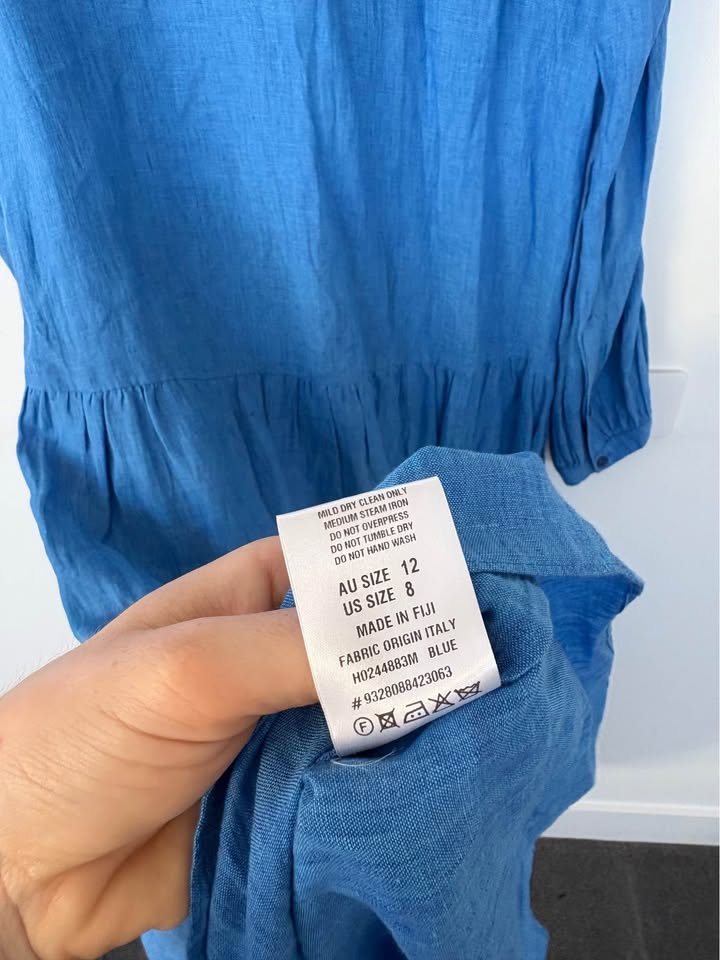 MILD DRY CLEAN ONLY
MEDIUM STEAM IRON
DO NOT OVERPRESS
DO NOT TUMBLE DRY
DO NOT HAND WASH
AU SIZE 12
US SIZE 8
MADE IN FIJI
FABRIC ORIGIN ITALY
H0244883M BLUE
#9328088423063
F